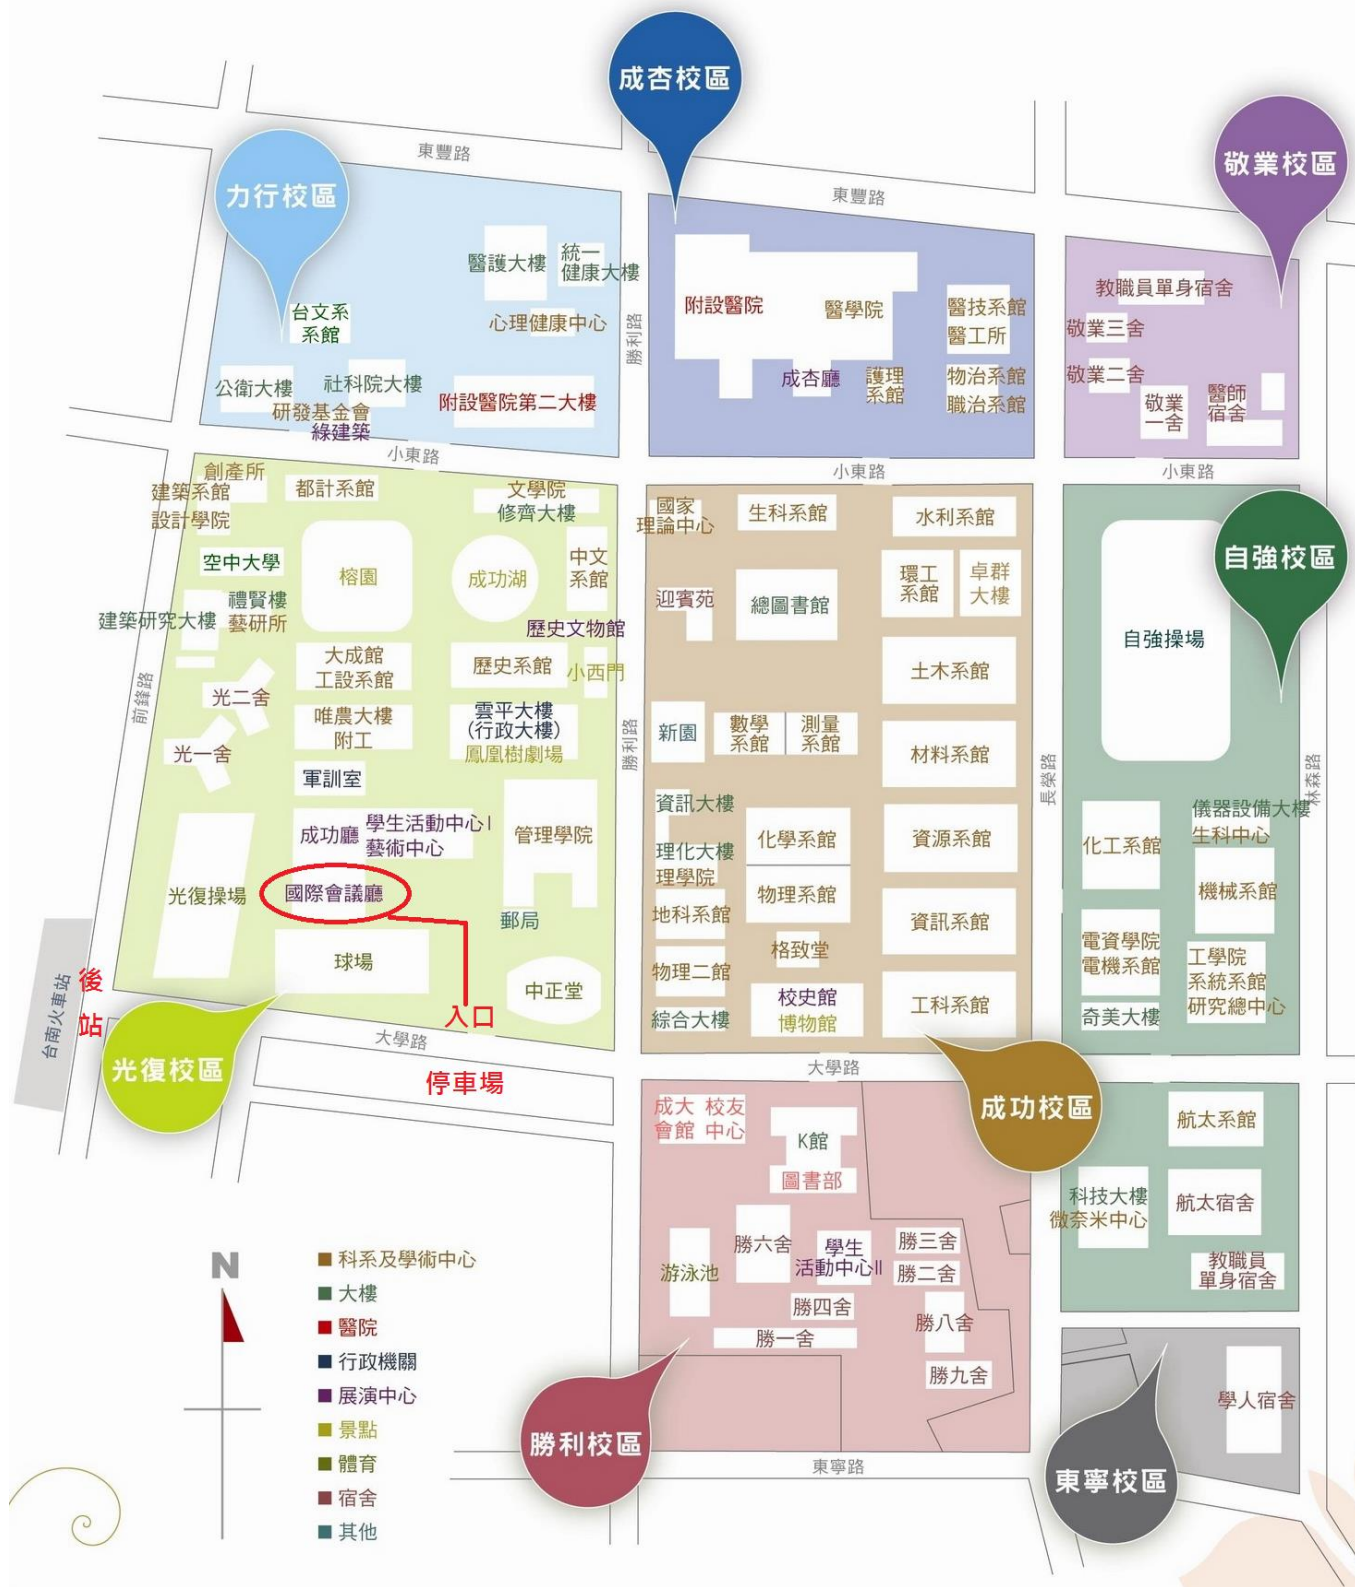 成杏校區
敬業校區
力行校區
東豐路
東豐路
醫護大樓
統一
健康大樓
心理健康中心
台文系
系館
公衛大樓
社科院大樓
研發基金會
綠建築
附設醫院第二大樓
勝利路
附設醫院
醫學院
成杏廳
護理
系館
醫技系館
醫工所
物治系館
職治系館
教職員單身宿舍
敬業三舍
敬業二舍
敬業
一舍
醫師
宿舍
小東路
小東路
小東路
創產所
建築系館
設計學院
都計系館
文學院
修齊大樓
空中大學
榕園
成功湖
中文
系館
禮賢樓
藝研所
建築研究大樓
歷史文物館
大成館
工設系館
歷史系館
小西門
光二舍
唯農大樓
附工
雲平大樓
(行政大樓)
鳳凰樹劇場
光一舍
軍訓室
前鋒路
勝利路
成功廳
學生活動中心I
藝術中心
管理學院
光復操場
國際會議廳
郵局
球場
中正堂
入口
後
站
台南火車站
大學路
停車場
光復校區
國家
理論中心
生科系館
水利系館
迎賓苑
總圖書館
環工
系館
卓群
大樓
土木系館
新園
數學
系館
測量
系館
材料系館
資訊大樓
理化大樓
理學院
化學系館
資源系館
地科系館
物理系館
資訊系館
物理二館
格致堂
綜合大樓
校史館
博物館
工科系館
長榮路
大學路
成功校區
自強校區
自強操場
林森路
化工系館
儀器設備大樓
生科中心
機械系館
電資學院
電機系館
工學院
系統系館
研究總中心
奇美大樓
航太系館
科技大樓
微奈米中心
航太宿舍
教職員
單身宿舍
成大
會館
校友
中心
K館
圖書部
勝六舍
游泳池
學生
活動中心II
勝三舍
勝二舍
勝四舍
勝一舍
勝八舍
勝九舍
勝利校區
東寧路
學人宿舍
東寧校區
N
科系及學術中心
大樓
醫院
行政機關
展演中心
景點
體育
宿舍
其他